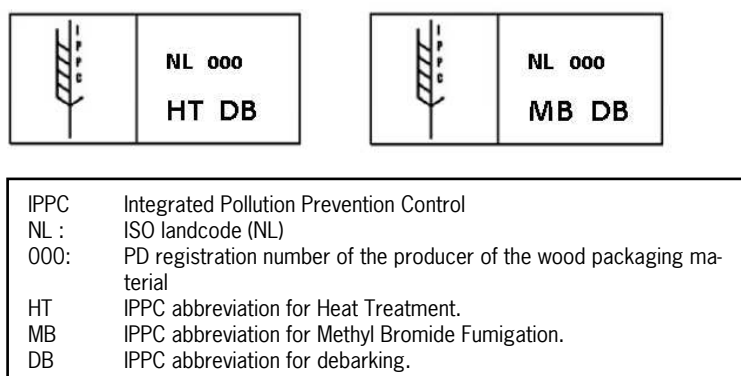 IPPC
NL 000
HT DB
IPPC
NL 000
MB DB
IPPC Integrated Pollution Prevention Control
NL : ISO landcode (NL)
000: PD registration number of the producer of the wood packaging ma-
terial
HT IPPC abbreviation for Heat Treatment.
MB IPPC abbreviation for Methyl Bromide Fumigation.
DB IPPC abbreviation for debarking.